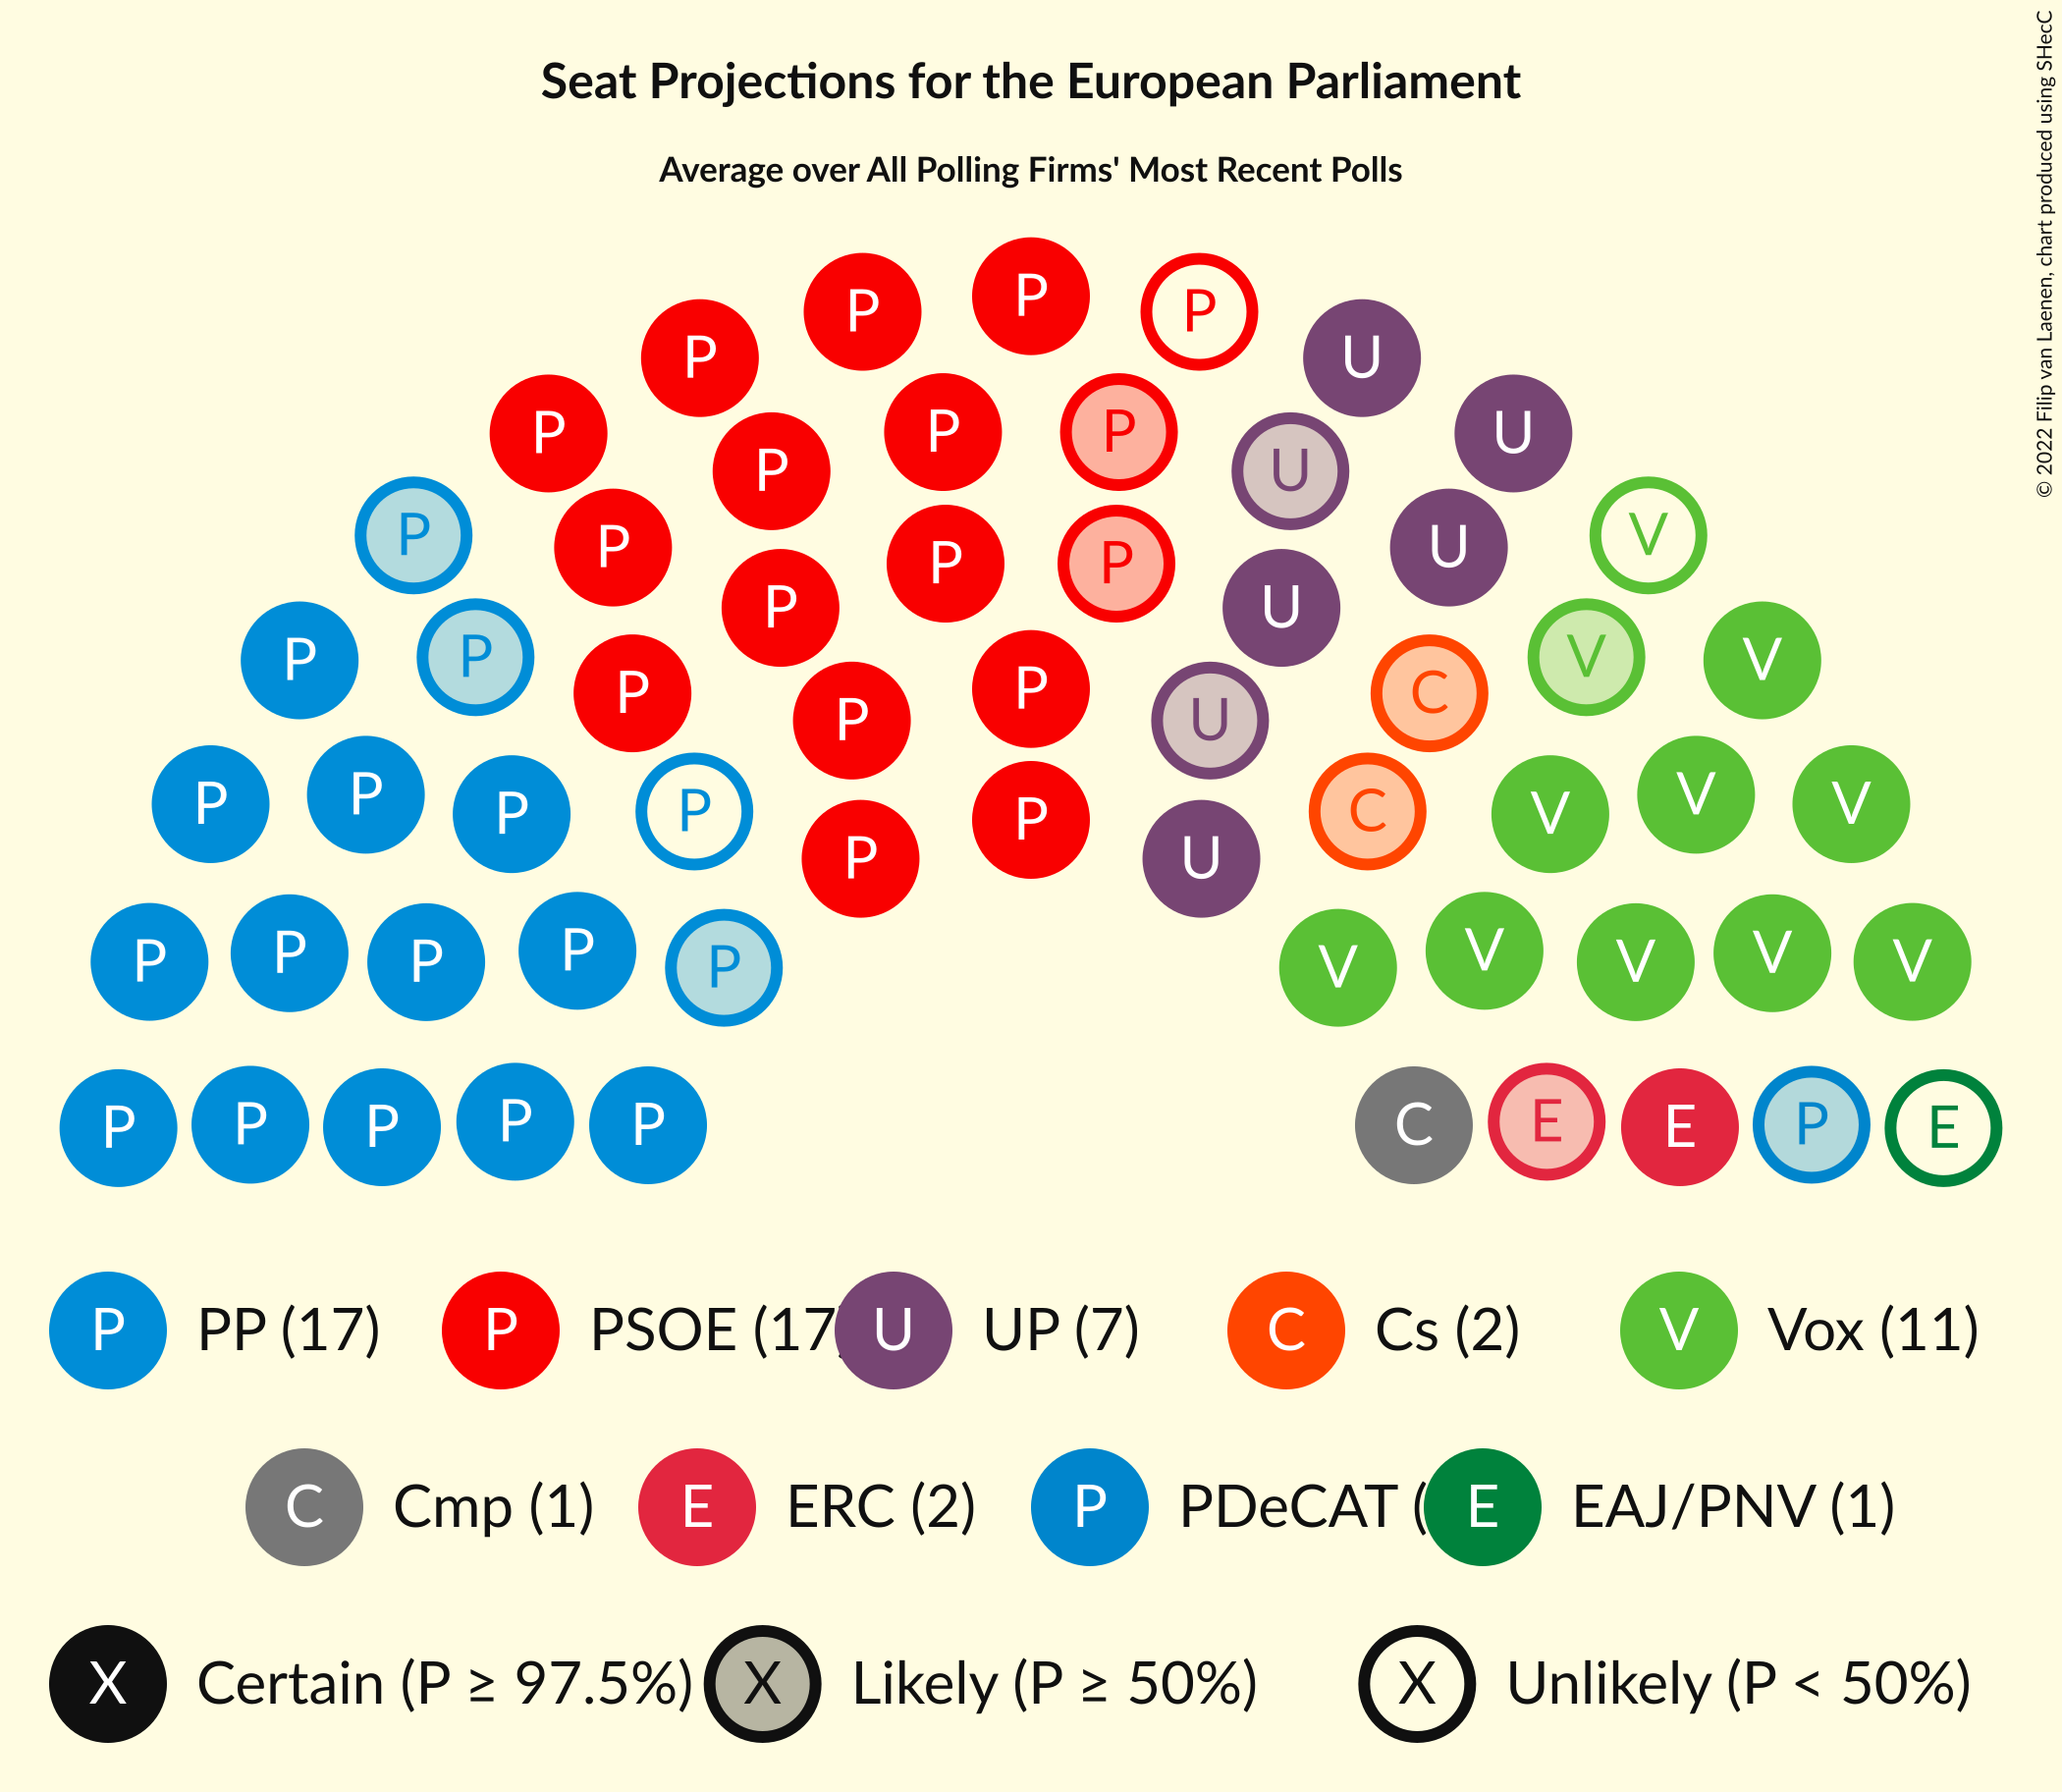 Seat Projections for the European Parliament
Average over All Polling Firms' Most Recent Polls
© 2022 Filip van Laenen, chart produced using SHecC
P P P P
P P P U
P P P U U
P P U V
P P P U
P P U V
P P P C V V
P P U
P P P P C V V V
P P P U
P P P P P V V V V V
P P P P P C E E P E
P PP (17) P PSOE (17 U UP (7) C Cs (2) V Vox (11)
C Cmp (1) E ERC (2) P PDeCAT ( E EAJ/PNV (1)
X Certain (P ≥ 97.5%) X Likely (P ≥ 50%) X Unlikely (P < 50%)